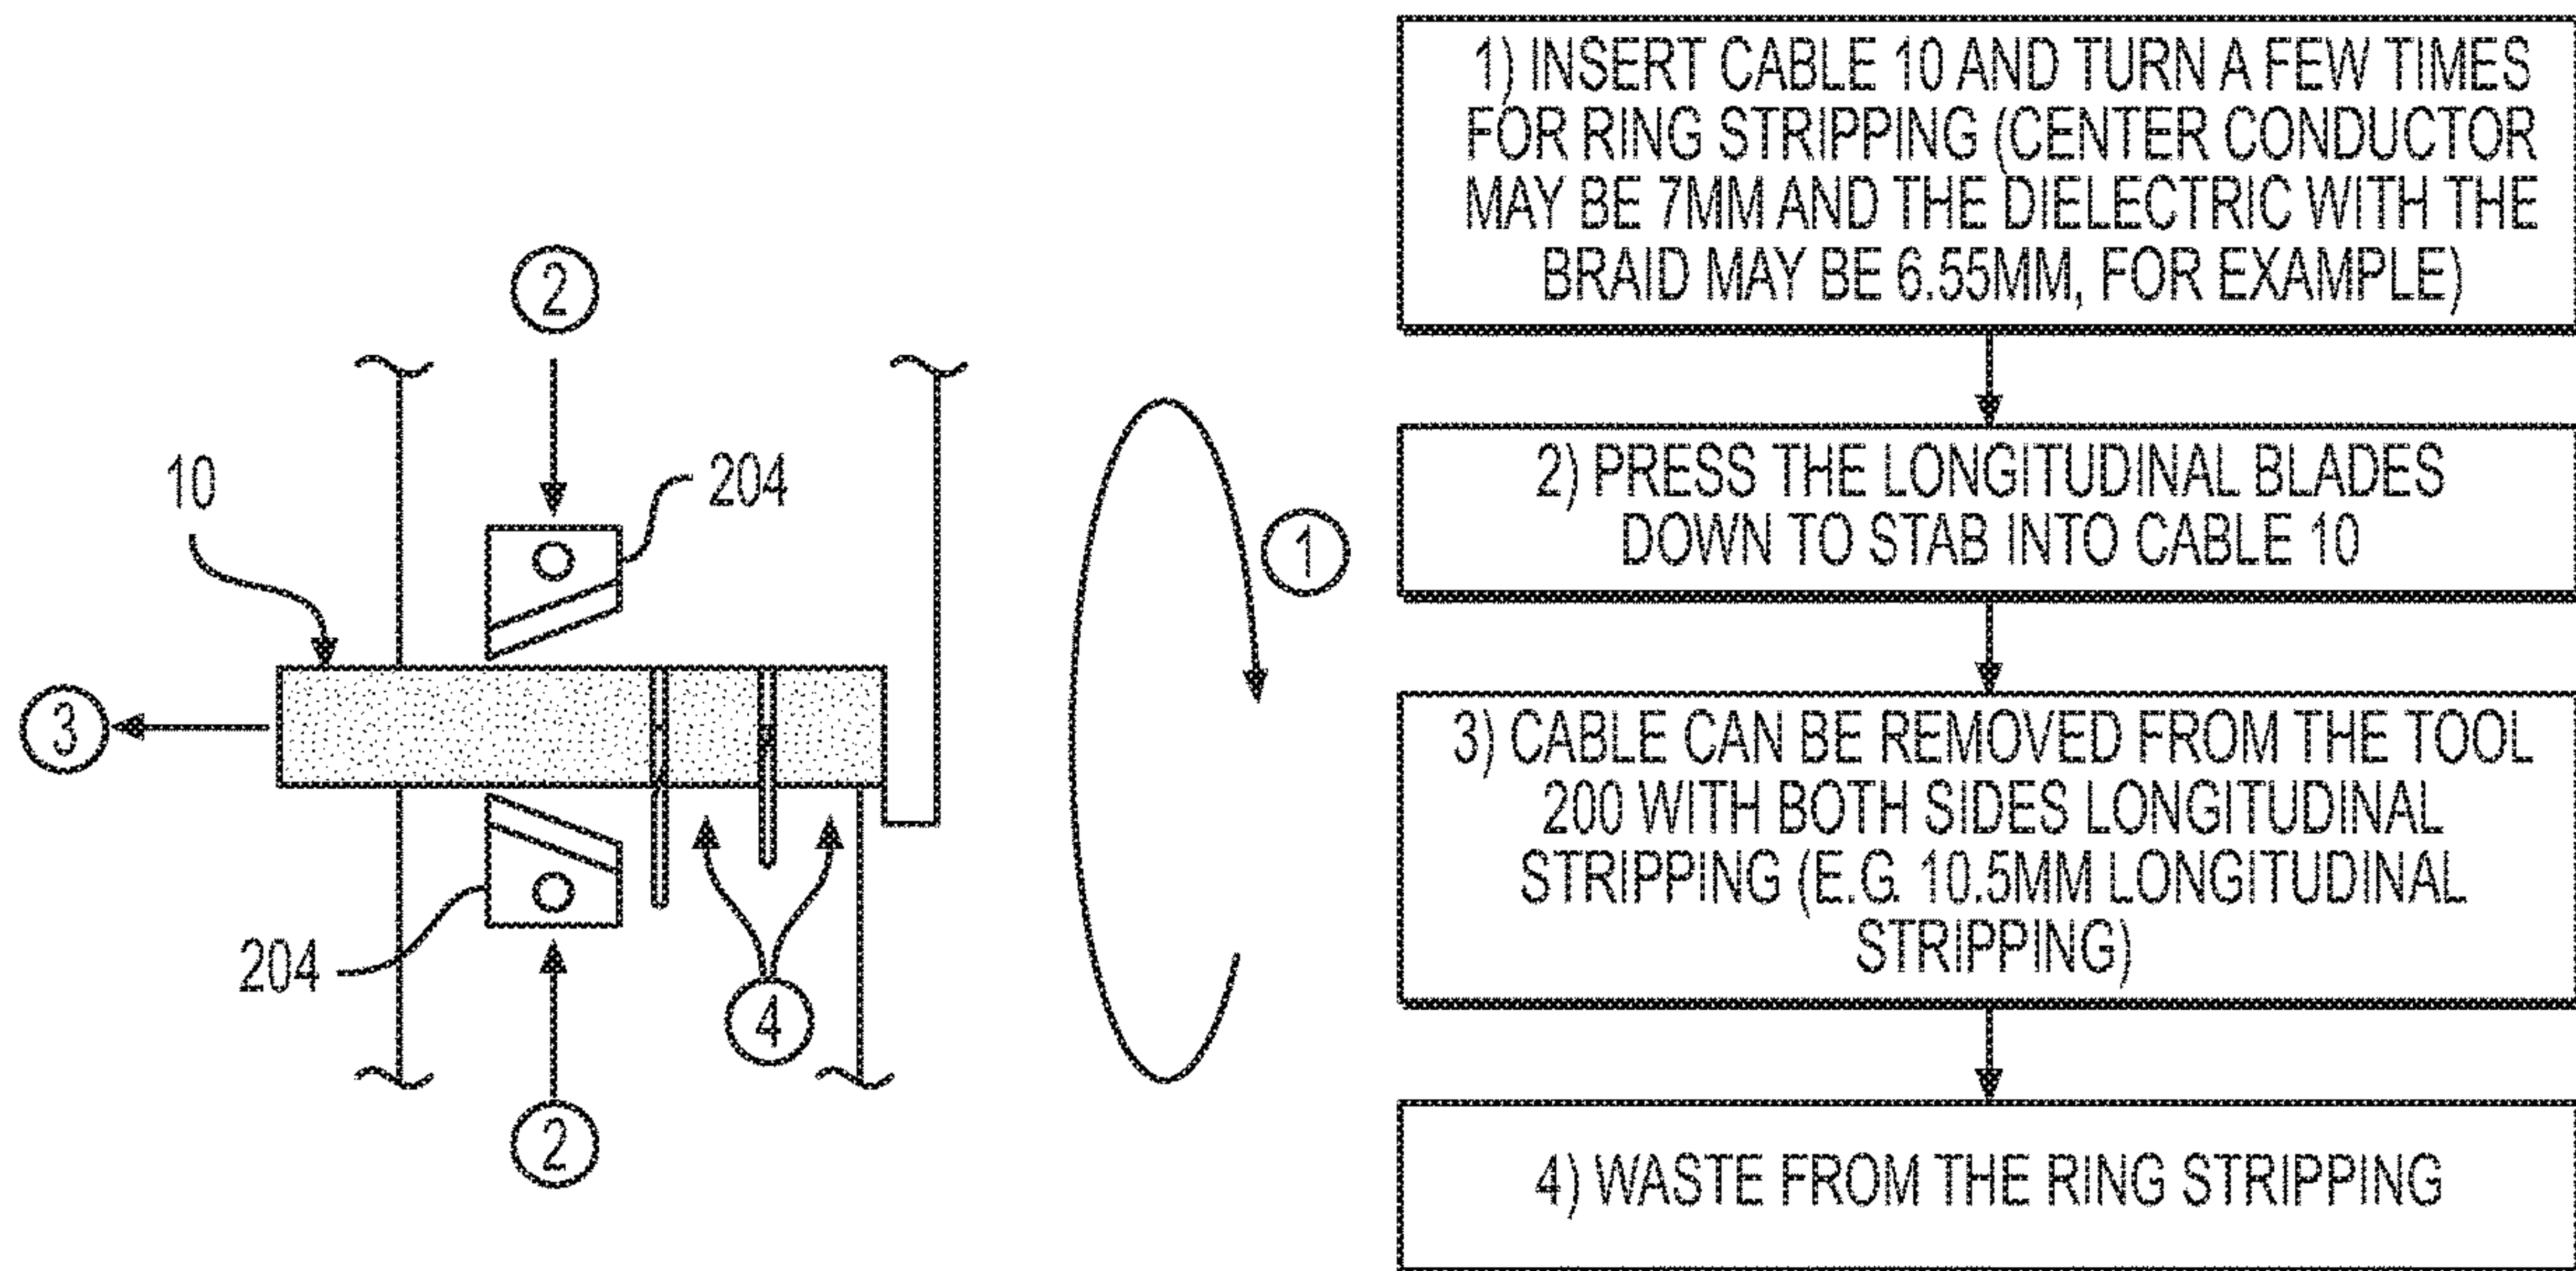 2
10
204
3
204
4
2
1
1) INSERT CABLE 10 AND TURN A FEW TIMES
FOR RING STRIPPING (CENTER CONDUCTOR
MAY BE 7MM AND THE DIELECTRIC WITH THE
BRAID MAY BE 6.55MM, FOR EXAMPLE)
2) PRESS THE LONGITUDINAL BLADES
DOWN TO STAB INTO CABLE 10
3) CABLE CAN BE REMOVED FROM THE TOOL
200 WITH BOTH SIDES LONGITUDINAL
STRIPPING (E.G. 10.5MM LONGITUDINAL
STRIPPING)
4) WASTE FROM THE RING STRIPPING